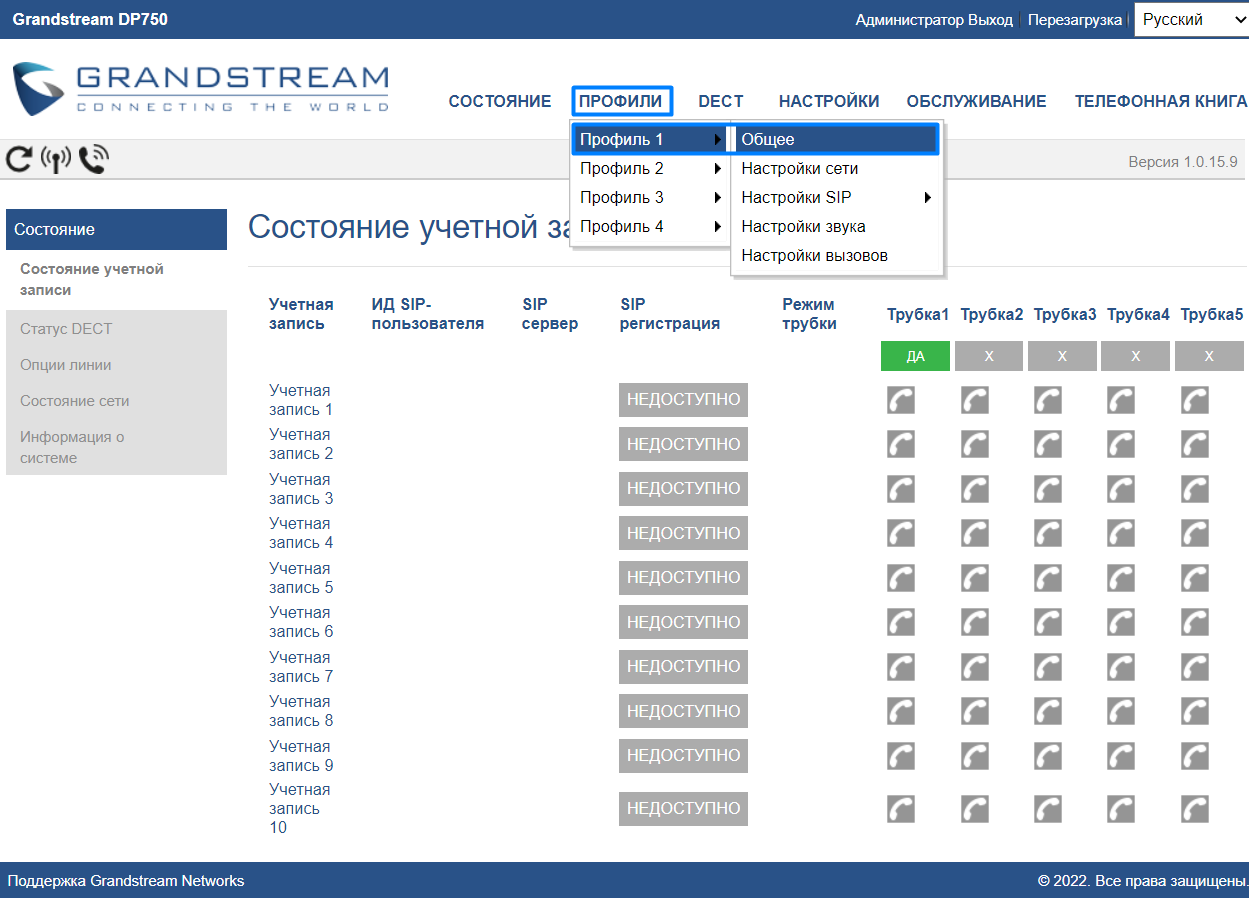 Grandstream DP750
Администратор Выход Перезагрузка Русский
GRANDSTREAM
CONNECTING THE WORLD
СОСТОЯНИЕ ПРОФИЛИ DECT НАСТРОЙКИ ОБСЛУЖИВАНИЕ ТЕЛЕФОННАЯ КНИГА
Профиль 1 Общее
Профиль 2 Настройки сети
Профиль 3 Настройки SIP
Профиль 4 Настройки звука
Настройки вызовов
Версия 1.0.15.9
Состояние
Состояние учетной
записи
Статус DECT
Опции линии
Состояние сети
Информация о
системе
Состояние учетной за
Учетная
запись
ИД SIP-
пользователя
SIP
сервер
SIP
регистрация
Режим
трубки
Трубка1 Трубка2 Трубка3 Трубка4 Трубка5
ДА X X X X
Учетная
запись 1
НЕДОСТУПНО
Учетная
запись 2
НЕДОСТУПНО
Учетная
запись 3
НЕДОСТУПНО
Учетная
запись 4
НЕДОСТУПНО
Учетная
запись 5
НЕДОСТУПНО
Учетная
запись 6
НЕДОСТУПНО
Учетная
запись 7
НЕДОСТУПНО
Учетная
запись 8
НЕДОСТУПНО
Учетная
запись 9
НЕДОСТУПНО
Учетная
запись
10
НЕДОСТУПНО
Поддержка Grandstream Networks
© 2022. Все права защищены.